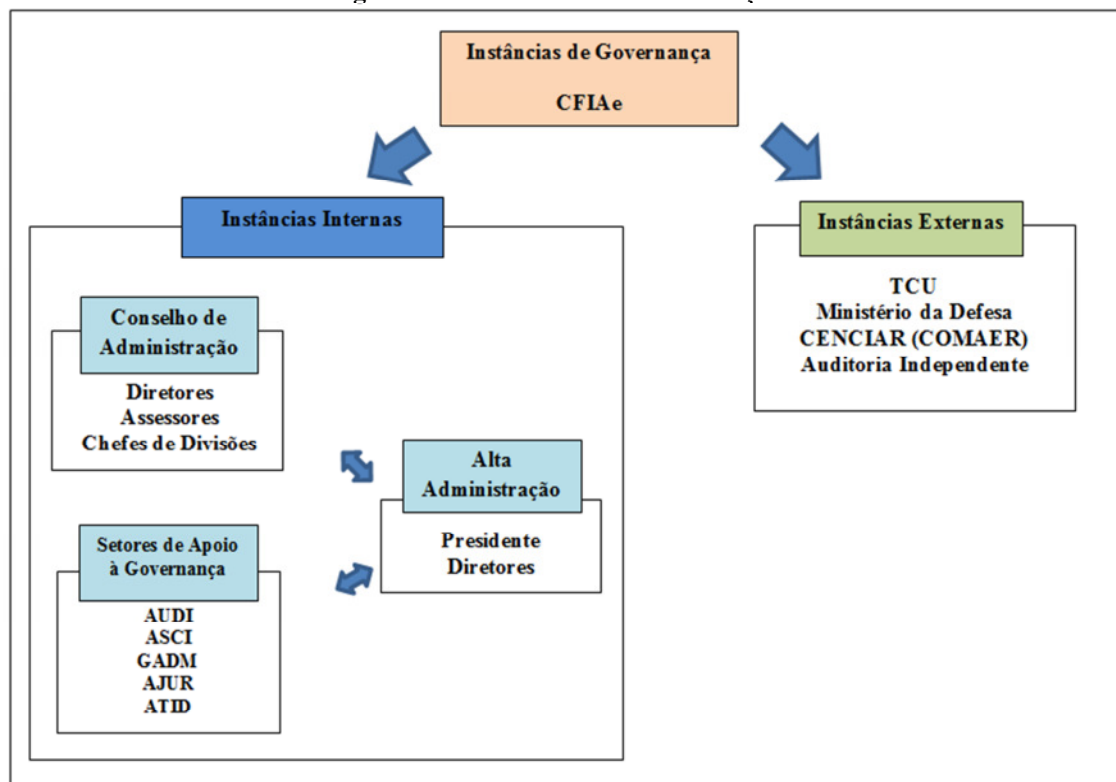 Instâncias de Governança
CFIAe
Instâncias Internas
Conselho de
Administração
Diretores
Assessores
Chefes de Divisões
Alta
Administração
Presidente
Diretores
Setores de Apoio
à Governança
AUDI
ASCI
GADM
AJUR
ATID
Instâncias Externas
TCU
Ministério da Defesa
CENCIAR (COMAER)
Auditoria Independente